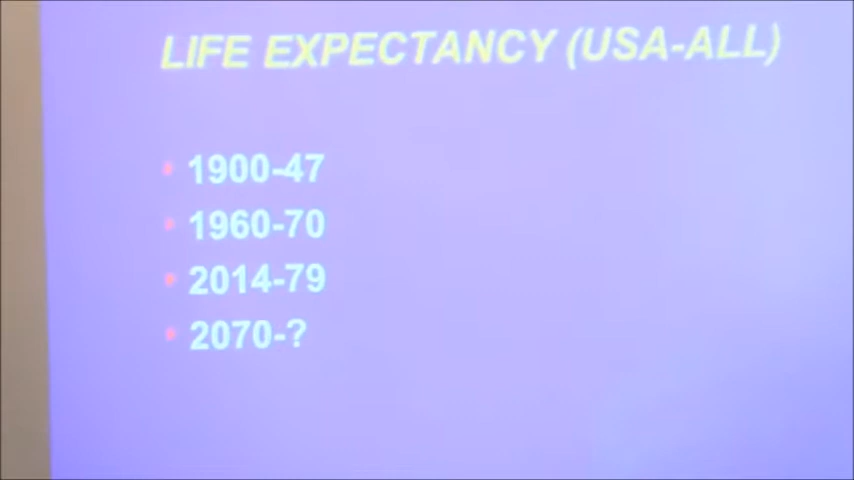 LIFE EXPECTANCY (USA-ALL)
• 1900-47
• 1960-70
• 2014-79
• 2070-?